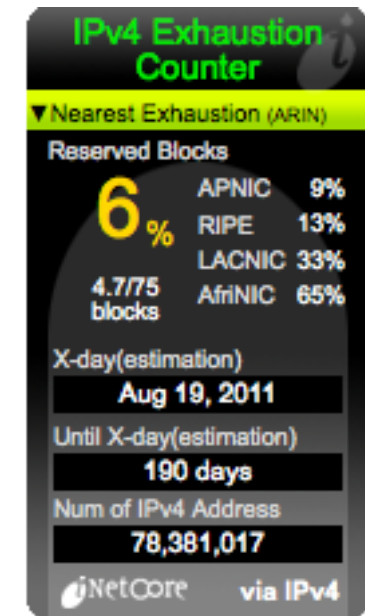 IPv4 Exhaustion
Counter
▼Nearest Exhaustion (ARIN)
Reserved Blocks
6%
4.7/75
blocks
APNIC 9%
RIPE 13%
LACNIC 33%
AfriNIC 65%
X-day(estimation)
Aug 19, 2011
Until X-day(estimation)
190 days
Num of IPv4 Address
78,381,017
iNetCore via IPv4